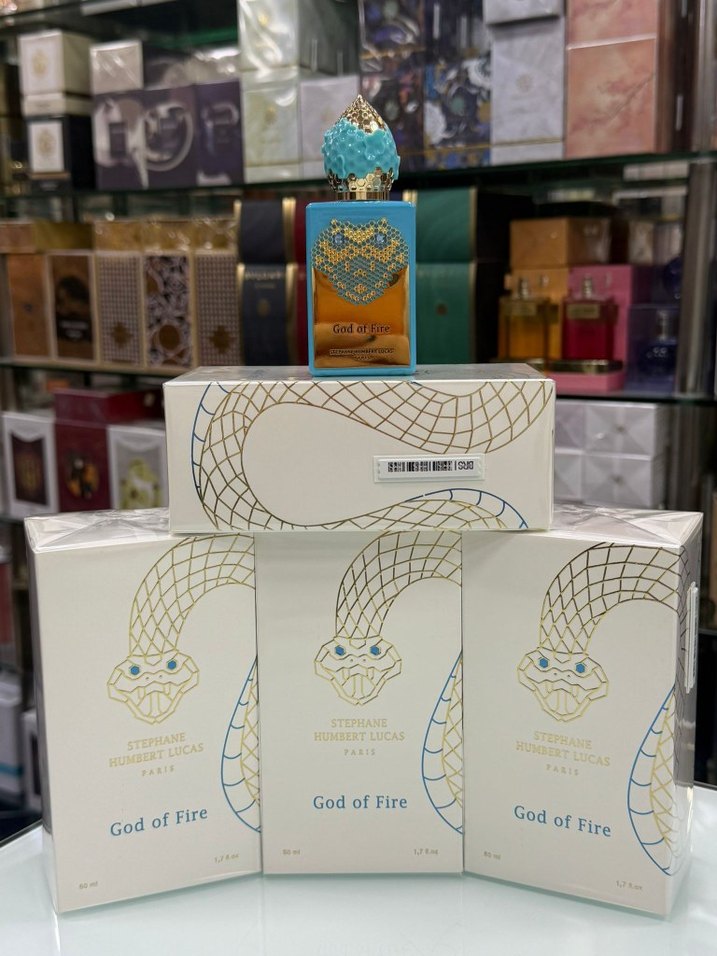 God of Fire
STEPHANE HUMBERT LUCAS
PARIS
STEPHANE
HUMBERT LUCAS
PARIS
God of Fire
50 ml
1,7 fl.oz
STEPHANE
HUMBERT LUCAS
PARIS
God of Fire
50 ml
1,7 fl.oz
STEPHANE
HUMBERT LUCAS
PARIS
God of Fire
50 ml
1,7 fl.oz